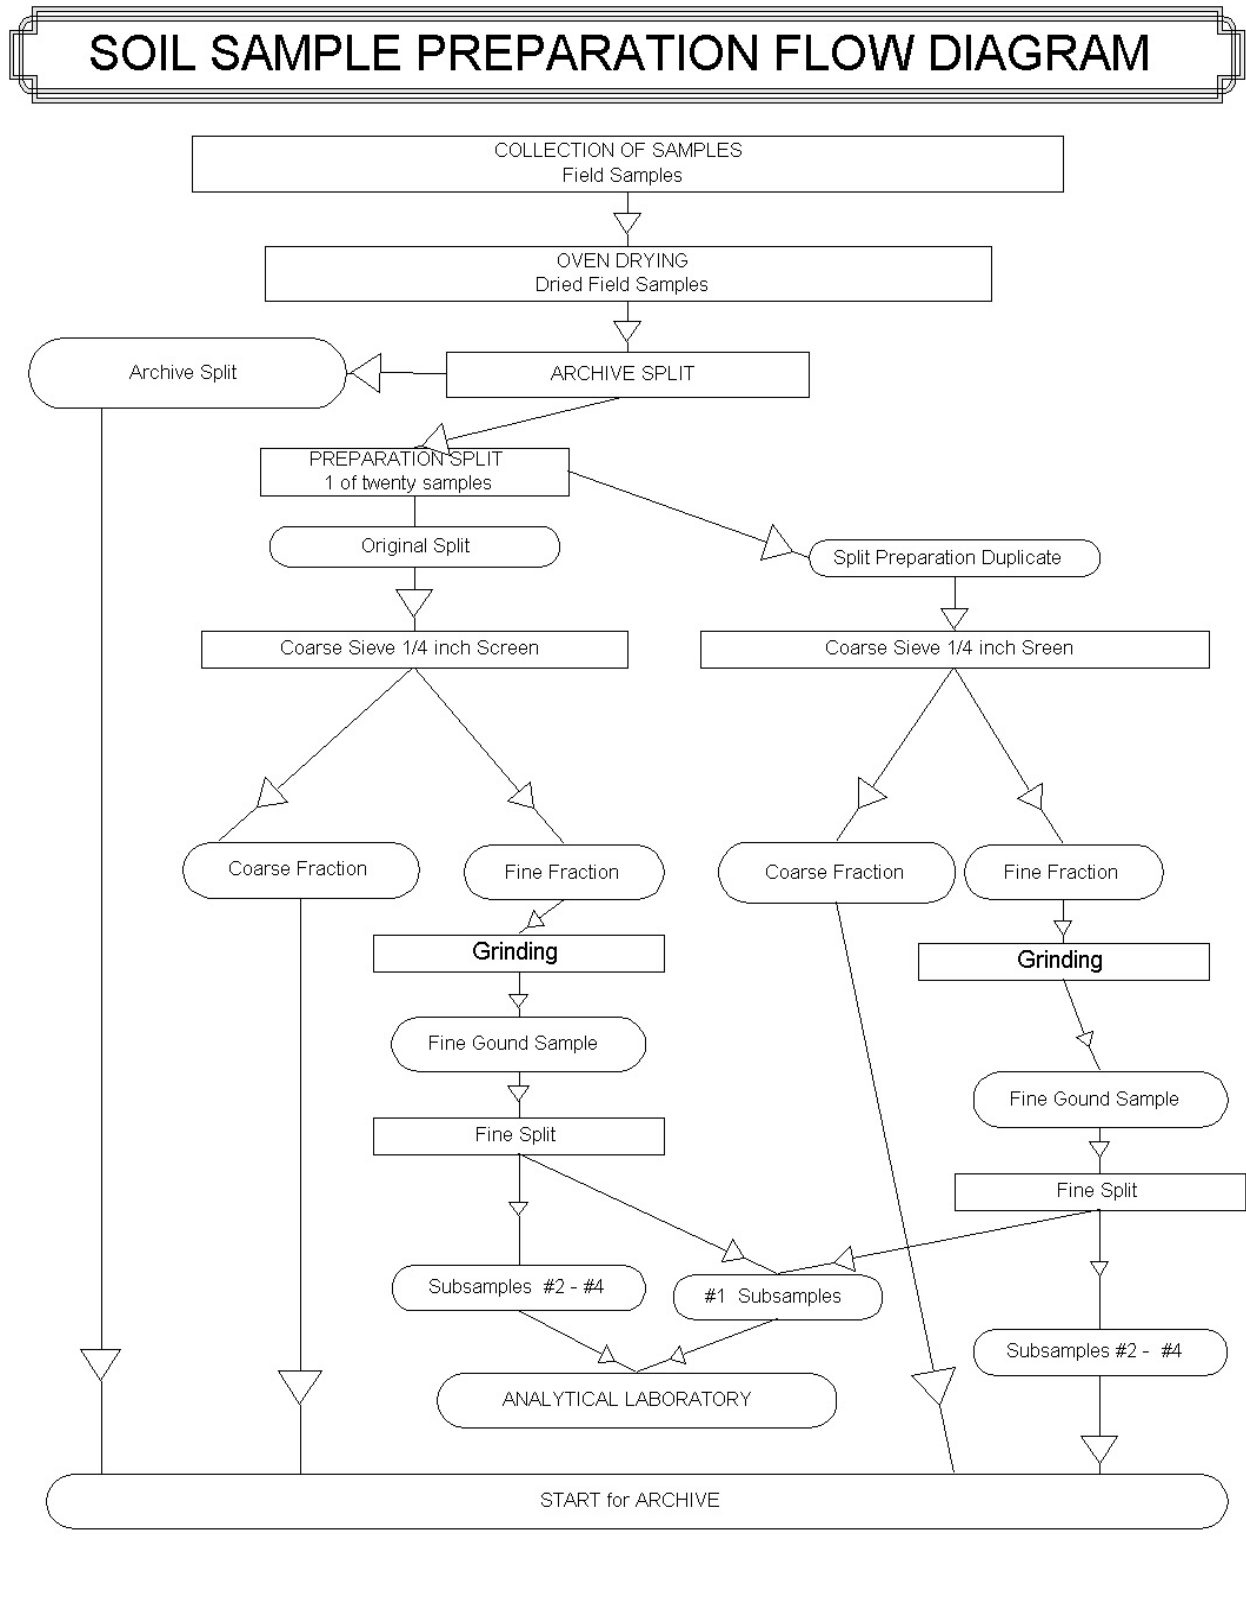 SOIL SAMPLE PREPARATION FLOW DIAGRAM
COLLECTION OF SAMPLES
Field Samples
OVEN DRYING
Dried Field Samples
Archive Split
ARCHIVE SPLIT
PREPARATION SPLIT
1 of twenty samples
Original Split
Split Preparation Duplicate
Coarse Sieve 1/4 inch Screen
Coarse Sieve 1/4 inch Sreen
Coarse Fraction
Fine Fraction
Coarse Fraction
Fine Fraction
Grinding
Grinding
Fine Gound Sample
Fine Gound Sample
Fine Split
Fine Split
Subsamples #2 - #4
#1 Subsamples
Subsamples #2 - #4
ANALYTICAL LABORATORY
START for ARCHIVE